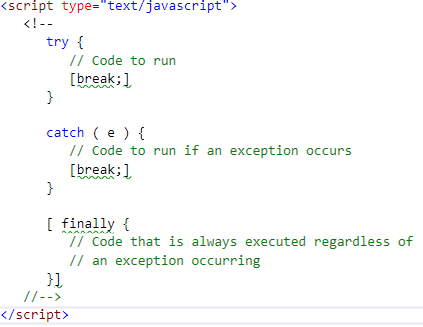 <script type="text/javascript">
<!--
try {
// Code to run
[break;]
}
catch ( e ) {
// Code to run if an exception occurs
[break;]
}
[ finally {
// Code that is always executed regardless of
// an exception occurring
}]
//-->
</script>